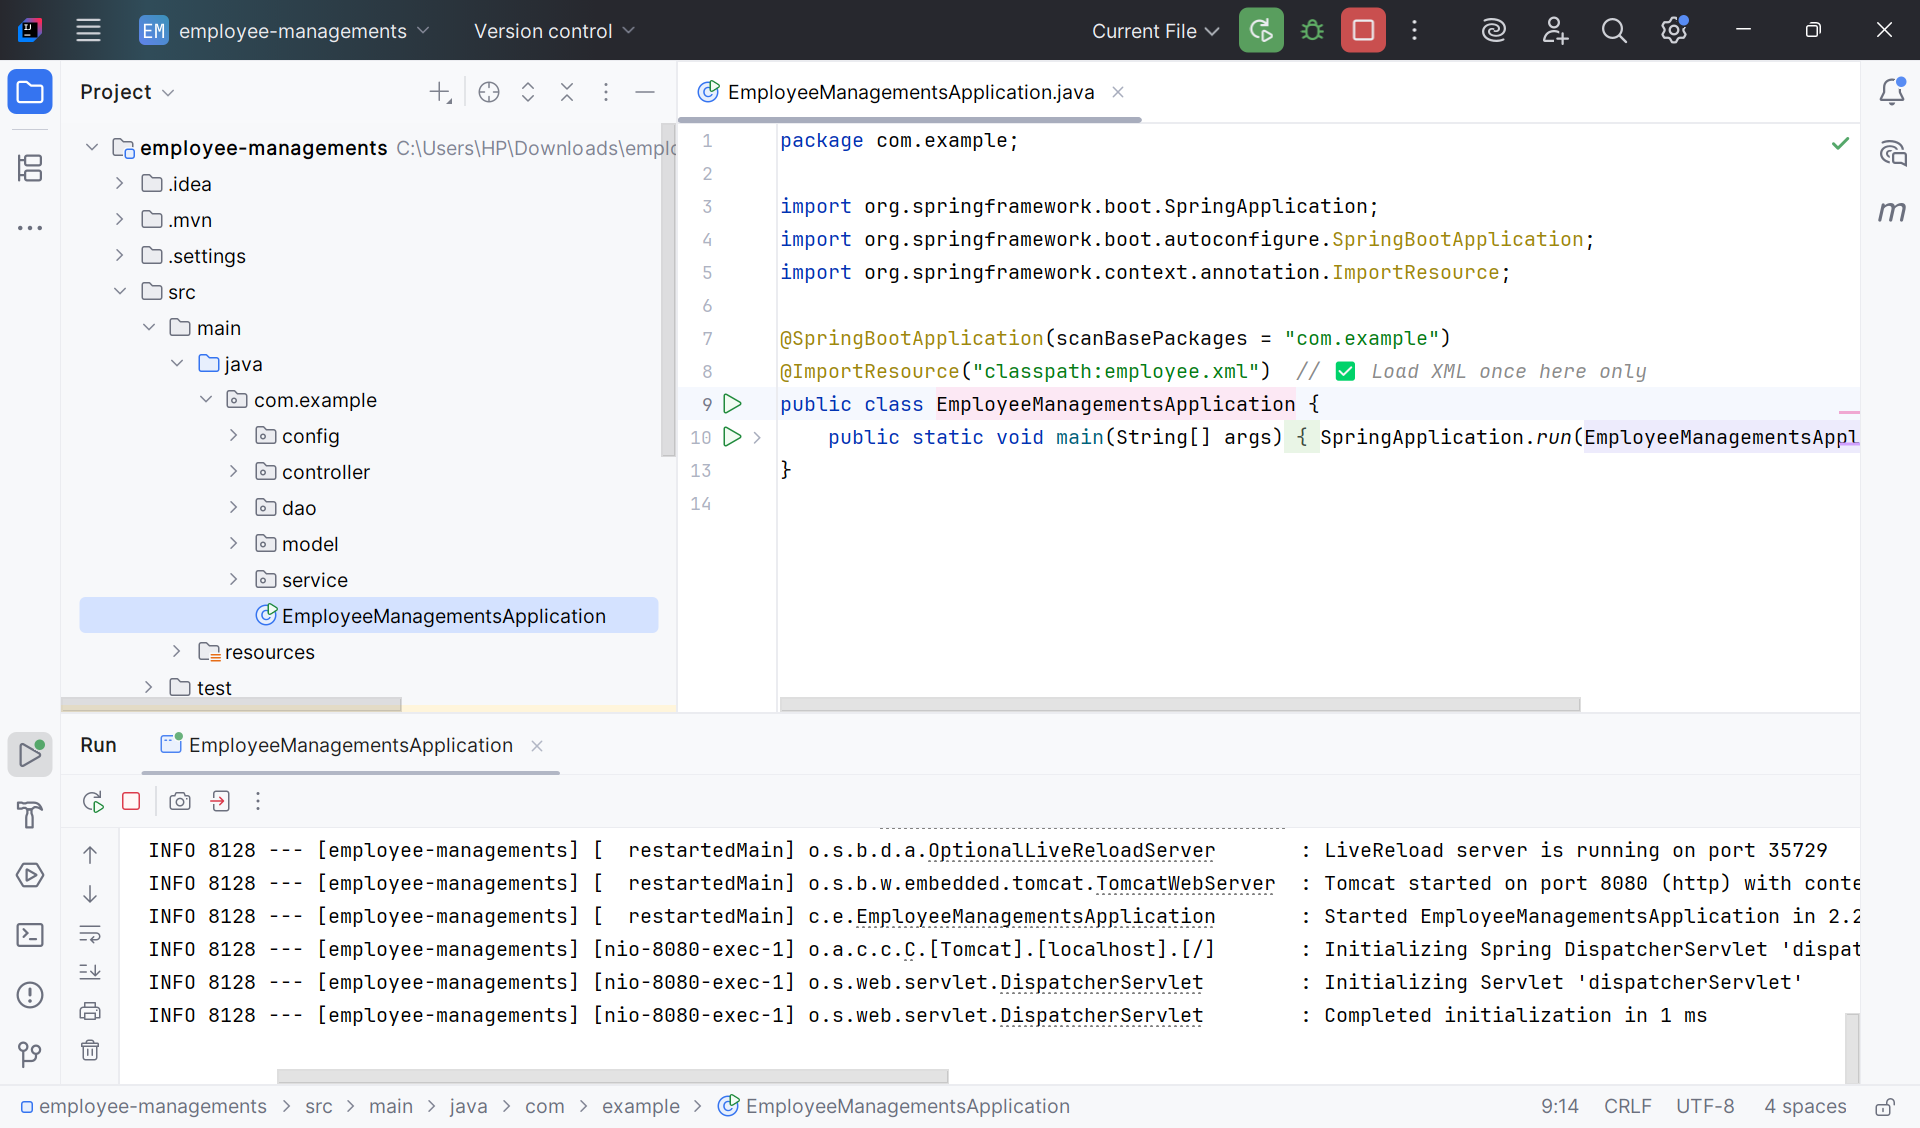 EM employee-managements Version control Current File
Project
EmployeeManagementsApplication.java
employee-managements C:\Users\HP\Downloads\emplo
.idea
.mvn
.settings
src
main
java
com.example
config
controller
dao
model
service
EmployeeManagementsApplication
resources
test
1 package com.example;
2
3 import org.springframework.boot.SpringApplication;
4 import org.springframework.boot.autoconfigure.SpringBootApplication;
5 import org.springframework.context.annotation.ImportResource;
6
7 @SpringBootApplication(scanBasePackages = "com.example")
8 @ImportResource("classpath:employee.xml") // ✅ Load XML once here only
9 public class EmployeeManagementsApplication {
10 public static void main(String[] args) { SpringApplication.run(EmployeeManagementsAppl
13 }
14
m
Run EmployeeManagementsApplication
INFO 8128 --- [employee-managements] [  restartedMain] o.s.b.d.a.OptionalLiveReloadServer : LiveReload server is running on port 35729
INFO 8128 --- [employee-managements] [  restartedMain] o.s.b.w.embedded.tomcat.TomcatWebServer : Tomcat started on port 8080 (http) with conte
INFO 8128 --- [employee-managements] [  restartedMain] c.e.EmployeeManagementsApplication : Started EmployeeManagementsApplication in 2.2
INFO 8128 --- [employee-managements] [nio-8080-exec-1] o.a.c.c.C.[Tomcat].[localhost].[/] : Initializing Spring DispatcherServlet 'dispat
INFO 8128 --- [employee-managements] [nio-8080-exec-1] o.s.web.servlet.DispatcherServlet : Initializing Servlet 'dispatcherServlet'
INFO 8128 --- [employee-managements] [nio-8080-exec-1] o.s.web.servlet.DispatcherServlet : Completed initialization in 1 ms
employee-managements > src > main > java > com > example > EmployeeManagementsApplication 9:14 CRLF UTF-8 4 spaces